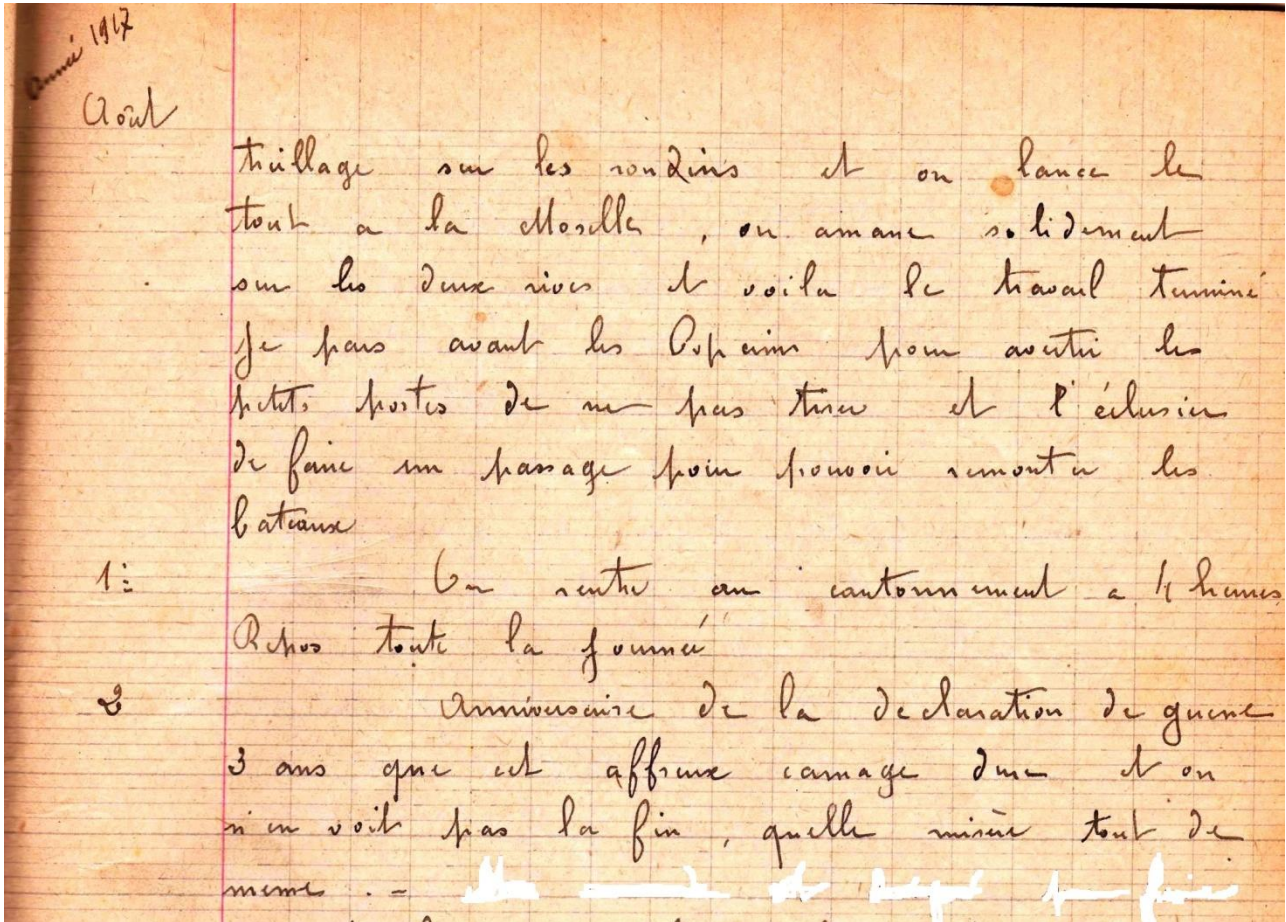 Année 1917
Août
treillage sur les rondins et on lance le
tout a la Moselle, on amare solidement
sur les deux rives et voila le travail terminé
Je pars avant les Copains pour avertir les
petits postes de ne pas tirer et l'éclusier
de faire un passage pour pouvoir remonter les
bateaux
1: On rentre au cantonnement a 4 heures
Repos toute la journée
2 Anniversaire de la declaration de guerre
3 ans que cet affreux carnage dure et on
n'en voit pas la fin, quelle misère tout de
meme. -